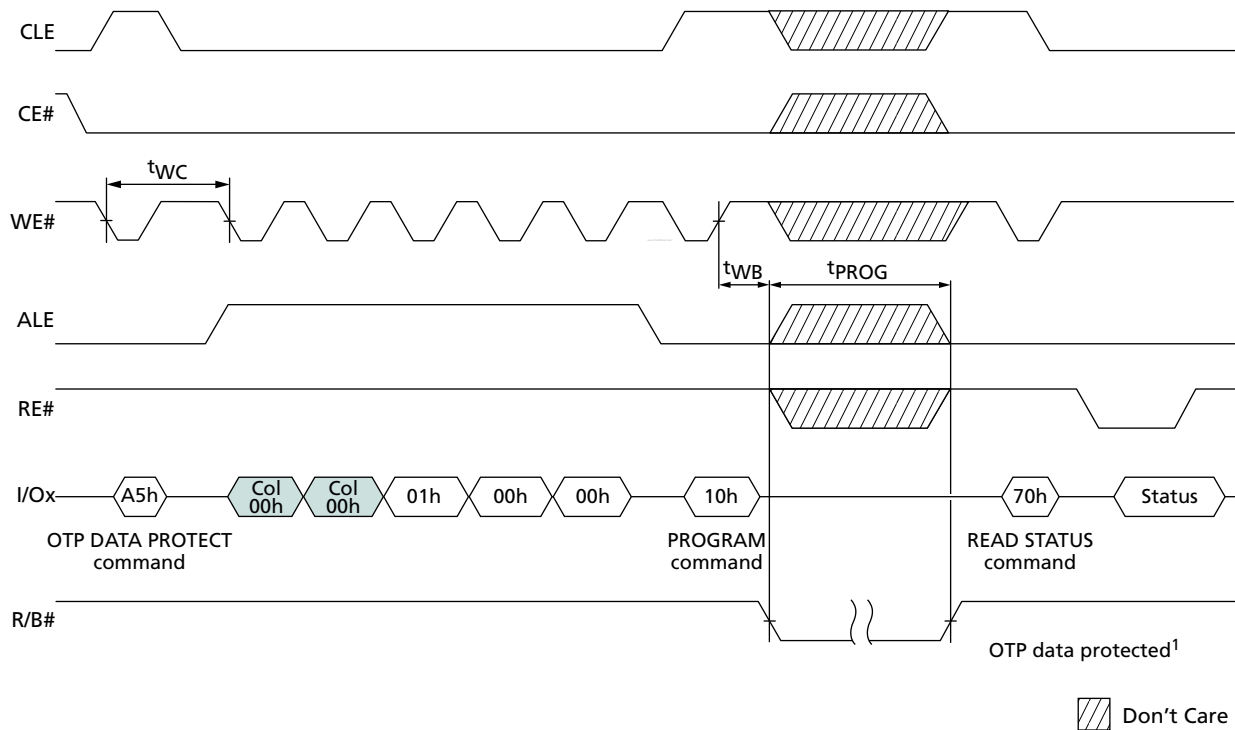 CLE
CE#
tWC
WE#
tWB
tPROG
ALE
RE#
I/Ox
A5h
Col
00h
Col
00h
01h
00h
00h
10h
70h
Status
OTP DATA PROTECT
command
PROGRAM
command
READ STATUS
command
R/B#
OTP data protected1
Don't Care